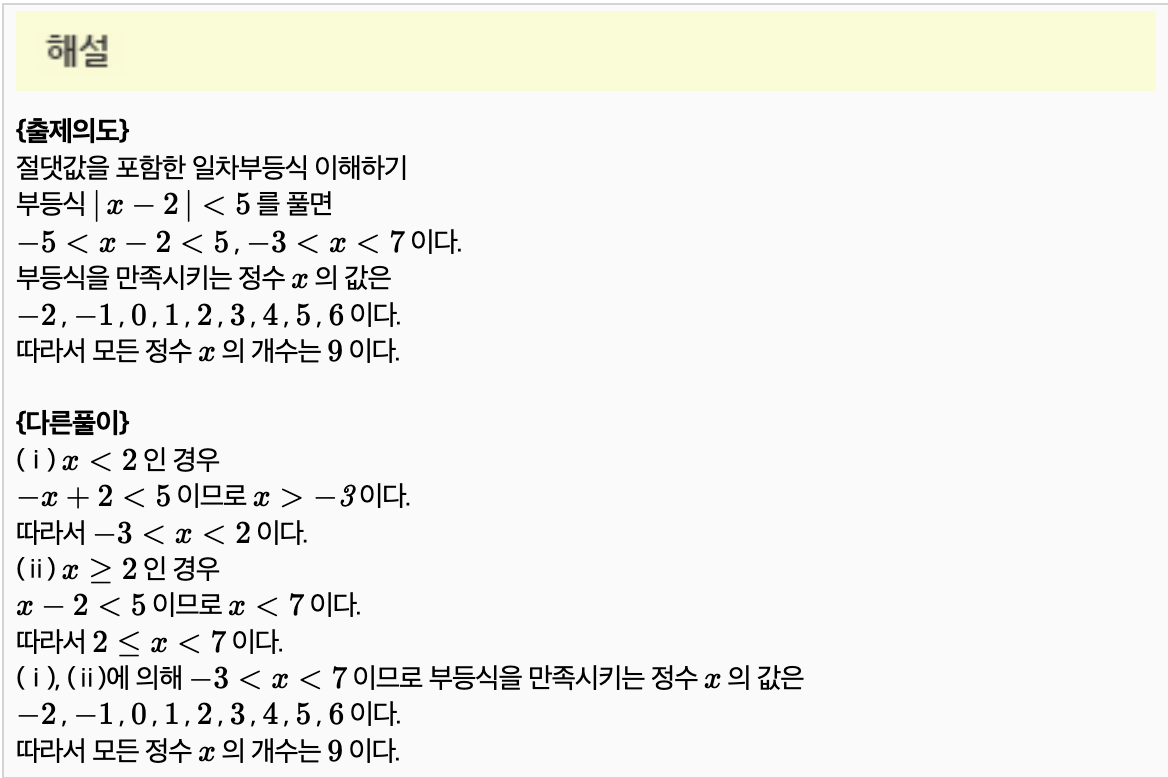 해설
{출제의도}
절댓값을 포함한 일차부등식 이해하기
부등식 | x − 2 | < 5 를 풀면
−5 < x − 2 < 5 , −3 < x < 7 이다.
부등식을 만족시키는 정수 x 의 값은
−2 , −1 , 0 , 1 , 2 , 3 , 4 , 5 , 6 이다.
따라서 모든 정수 x 의 개수는 9 이다.
{다른풀이}
(ⅰ) x < 2 인 경우
−x + 2 < 5 이므로 x > −3 이다.
따라서 −3 < x < 2 이다.
(ⅱ) x ≥ 2 인 경우
x − 2 < 5 이므로 x < 7 이다.
따라서 2 ≤ x < 7 이다.
(ⅰ), (ⅱ)에 의해 −3 < x < 7 이므로 부등식을 만족시키는 정수 x 의 값은
−2 , −1 , 0 , 1 , 2 , 3 , 4 , 5 , 6 이다.
따라서 모든 정수 x 의 개수는 9 이다.